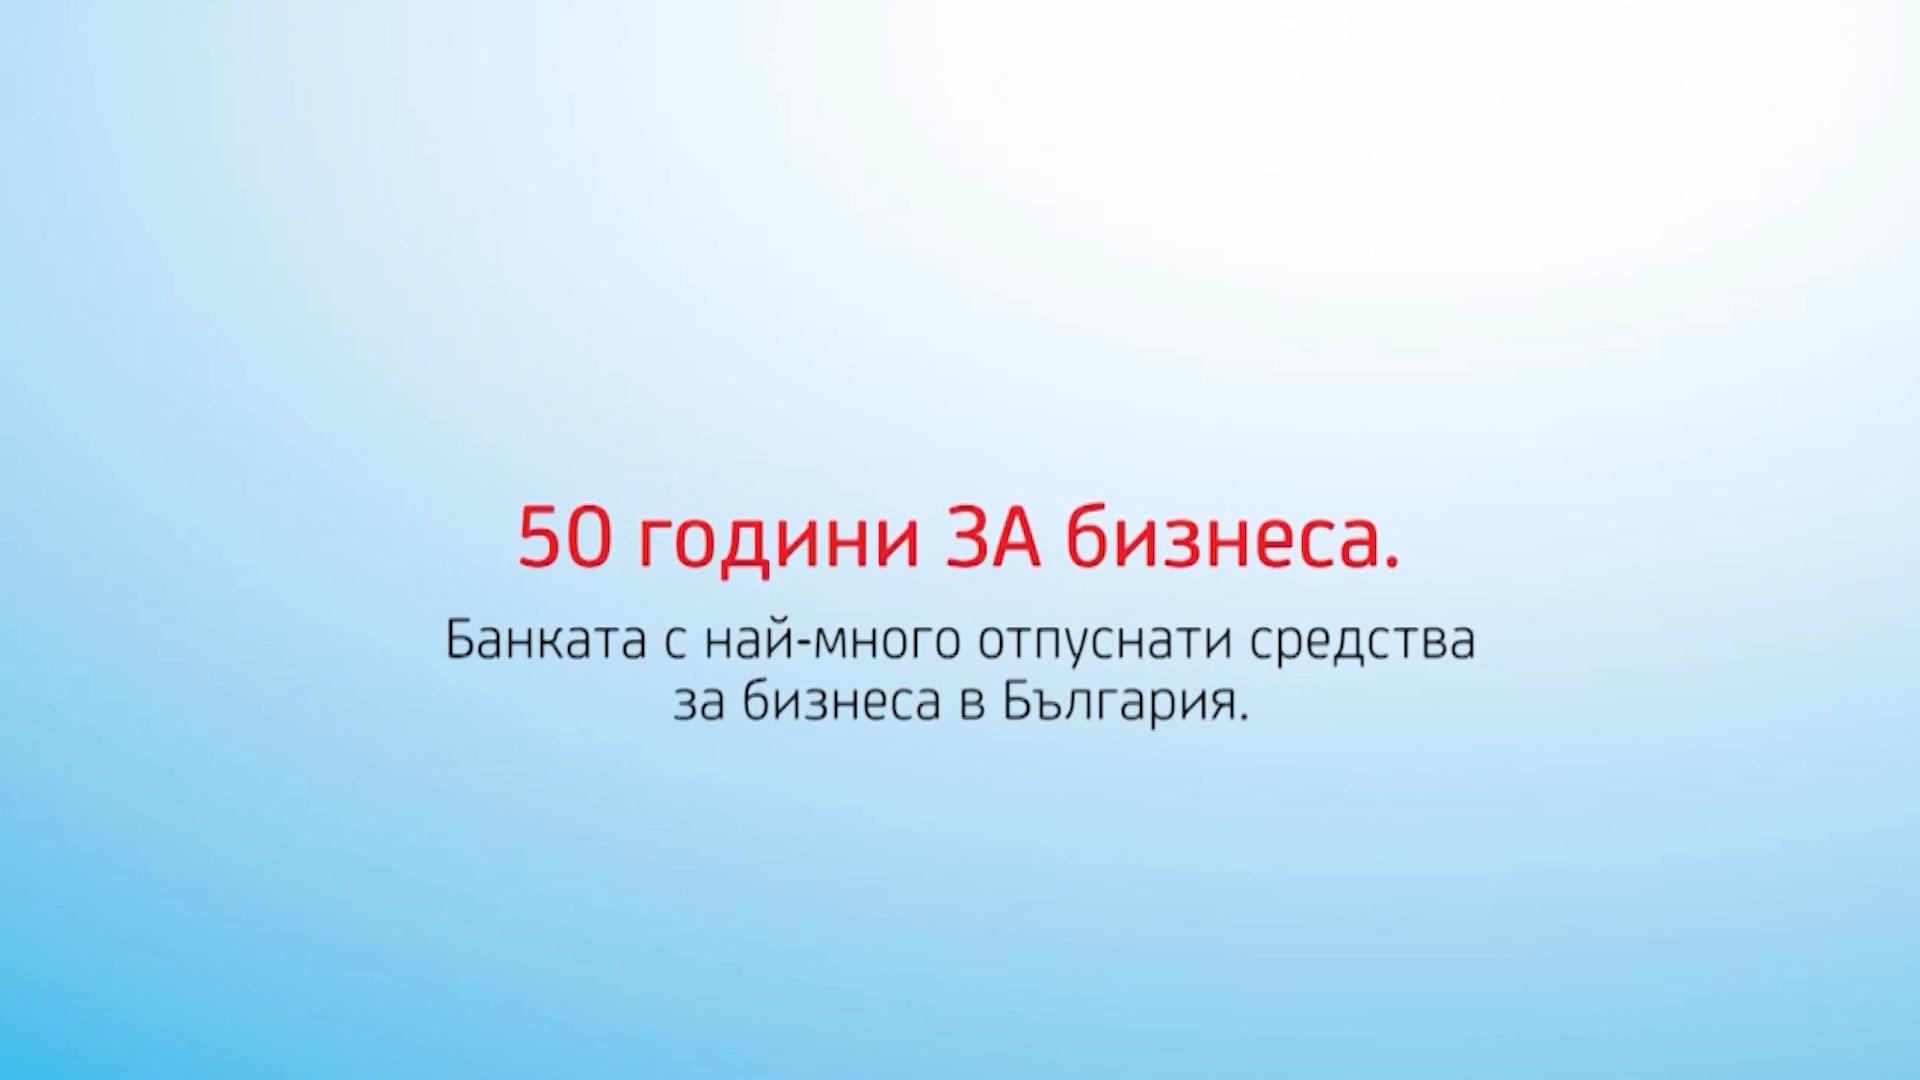 50 години ЗА бизнеса.
Банката с най-много отпуснати средства
за бизнеса в България.